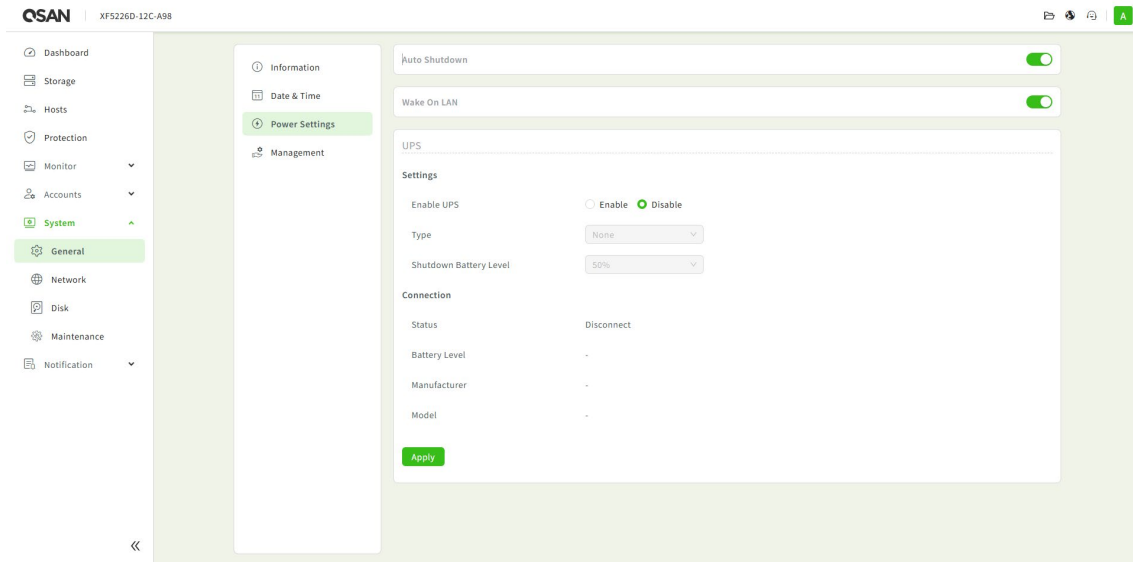 QSAN XF5226D-12C-A98 A
Dashboard
Storage
Hosts
Protection
Monitor
Accounts
System
General
Network
Disk
Maintenance
Notification
Information
Date & Time
Power Settings
Management
Auto Shutdown
Wake On LAN
UPS
Settings
Enable UPS Enable Disable
Type None
Shutdown Battery Level 50%
Connection
Status Disconnect
Battery Level -
Manufacturer -
Model -
Apply